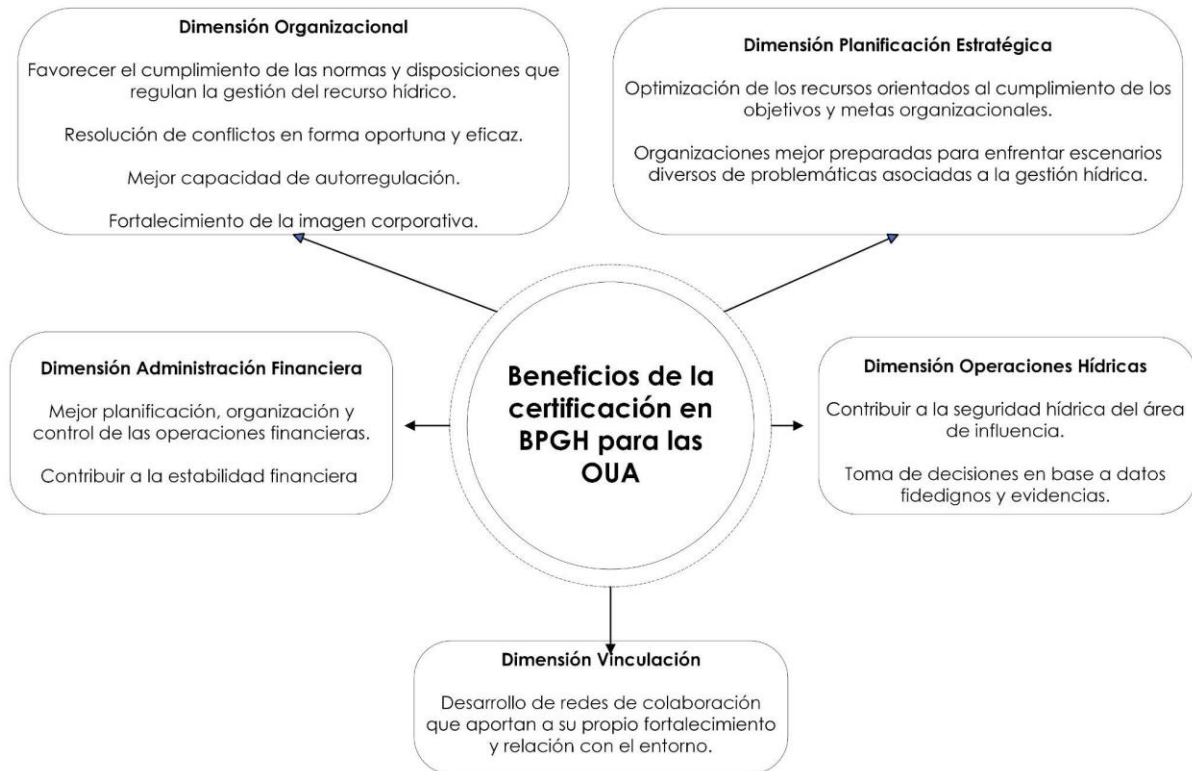 Dimensión Organizacional
Favorecer el cumplimiento de las normas y disposiciones que
regulan la gestión del recurso hídrico.
Resolución de conflictos en forma oportuna y eficaz.
Mejor capacidad de autorregulación.
Fortalecimiento de la imagen corporativa.
Dimensión Planificación Estratégica
Optimización de los recursos orientados al cumplimiento de los
objetivos y metas organizacionales.
Organizaciones mejor preparadas para enfrentar escenarios
diversos de problemáticas asociadas a la gestión hídrica.
Dimensión Administración Financiera
Mejor planificación, organización y
control de las operaciones financieras.
Contribuir a la estabilidad financiera
Beneficios de la
certificación en
BPGH para las
OUA
Dimensión Operaciones Hídricas
Contribuir a la seguridad hídrica del área
de influencia.
Toma de decisiones en base a datos
fidedignos y evidencias.
Dimensión Vinculación
Desarrollo de redes de colaboración
que aportan a su propio fortalecimiento
y relación con el entorno.